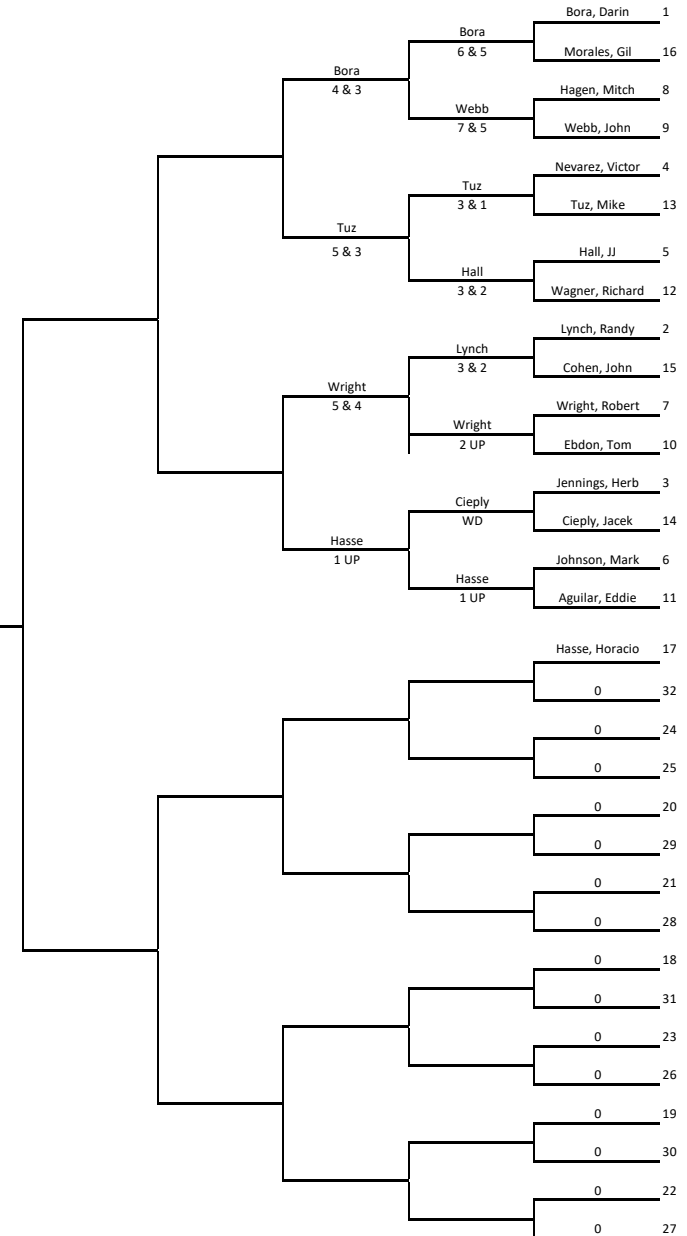 Bora, Darin 1
Bora
6 & 5
Morales, Gil 16
Bora
4 & 3
Hagen, Mitch 8
Webb
7 & 5
Webb, John 9
Nevarez, Victor 4
Tuz
3 & 1
Tuz, Mike 13
Tuz
5 & 3
Hall, JJ 5
Hall
3 & 2
Wagner, Richard 12
Lynch, Randy 2
Lynch
3 & 2
Cohen, John 15
Wright
5 & 4
Wright, Robert 7
Wright
2 UP
Ebdon, Tom 10
Jennings, Herb 3
Cieply
WD
Cieply, Jacek 14
Hasse
1 UP
Johnson, Mark 6
Hasse
1 UP
Aguilar, Eddie 11
Hasse, Horacio 17
0 32
0 24
0 25
0 20
0 29
0 21
0 28
0 18
0 31
0 23
0 26
0 19
0 30
0 22
0 27